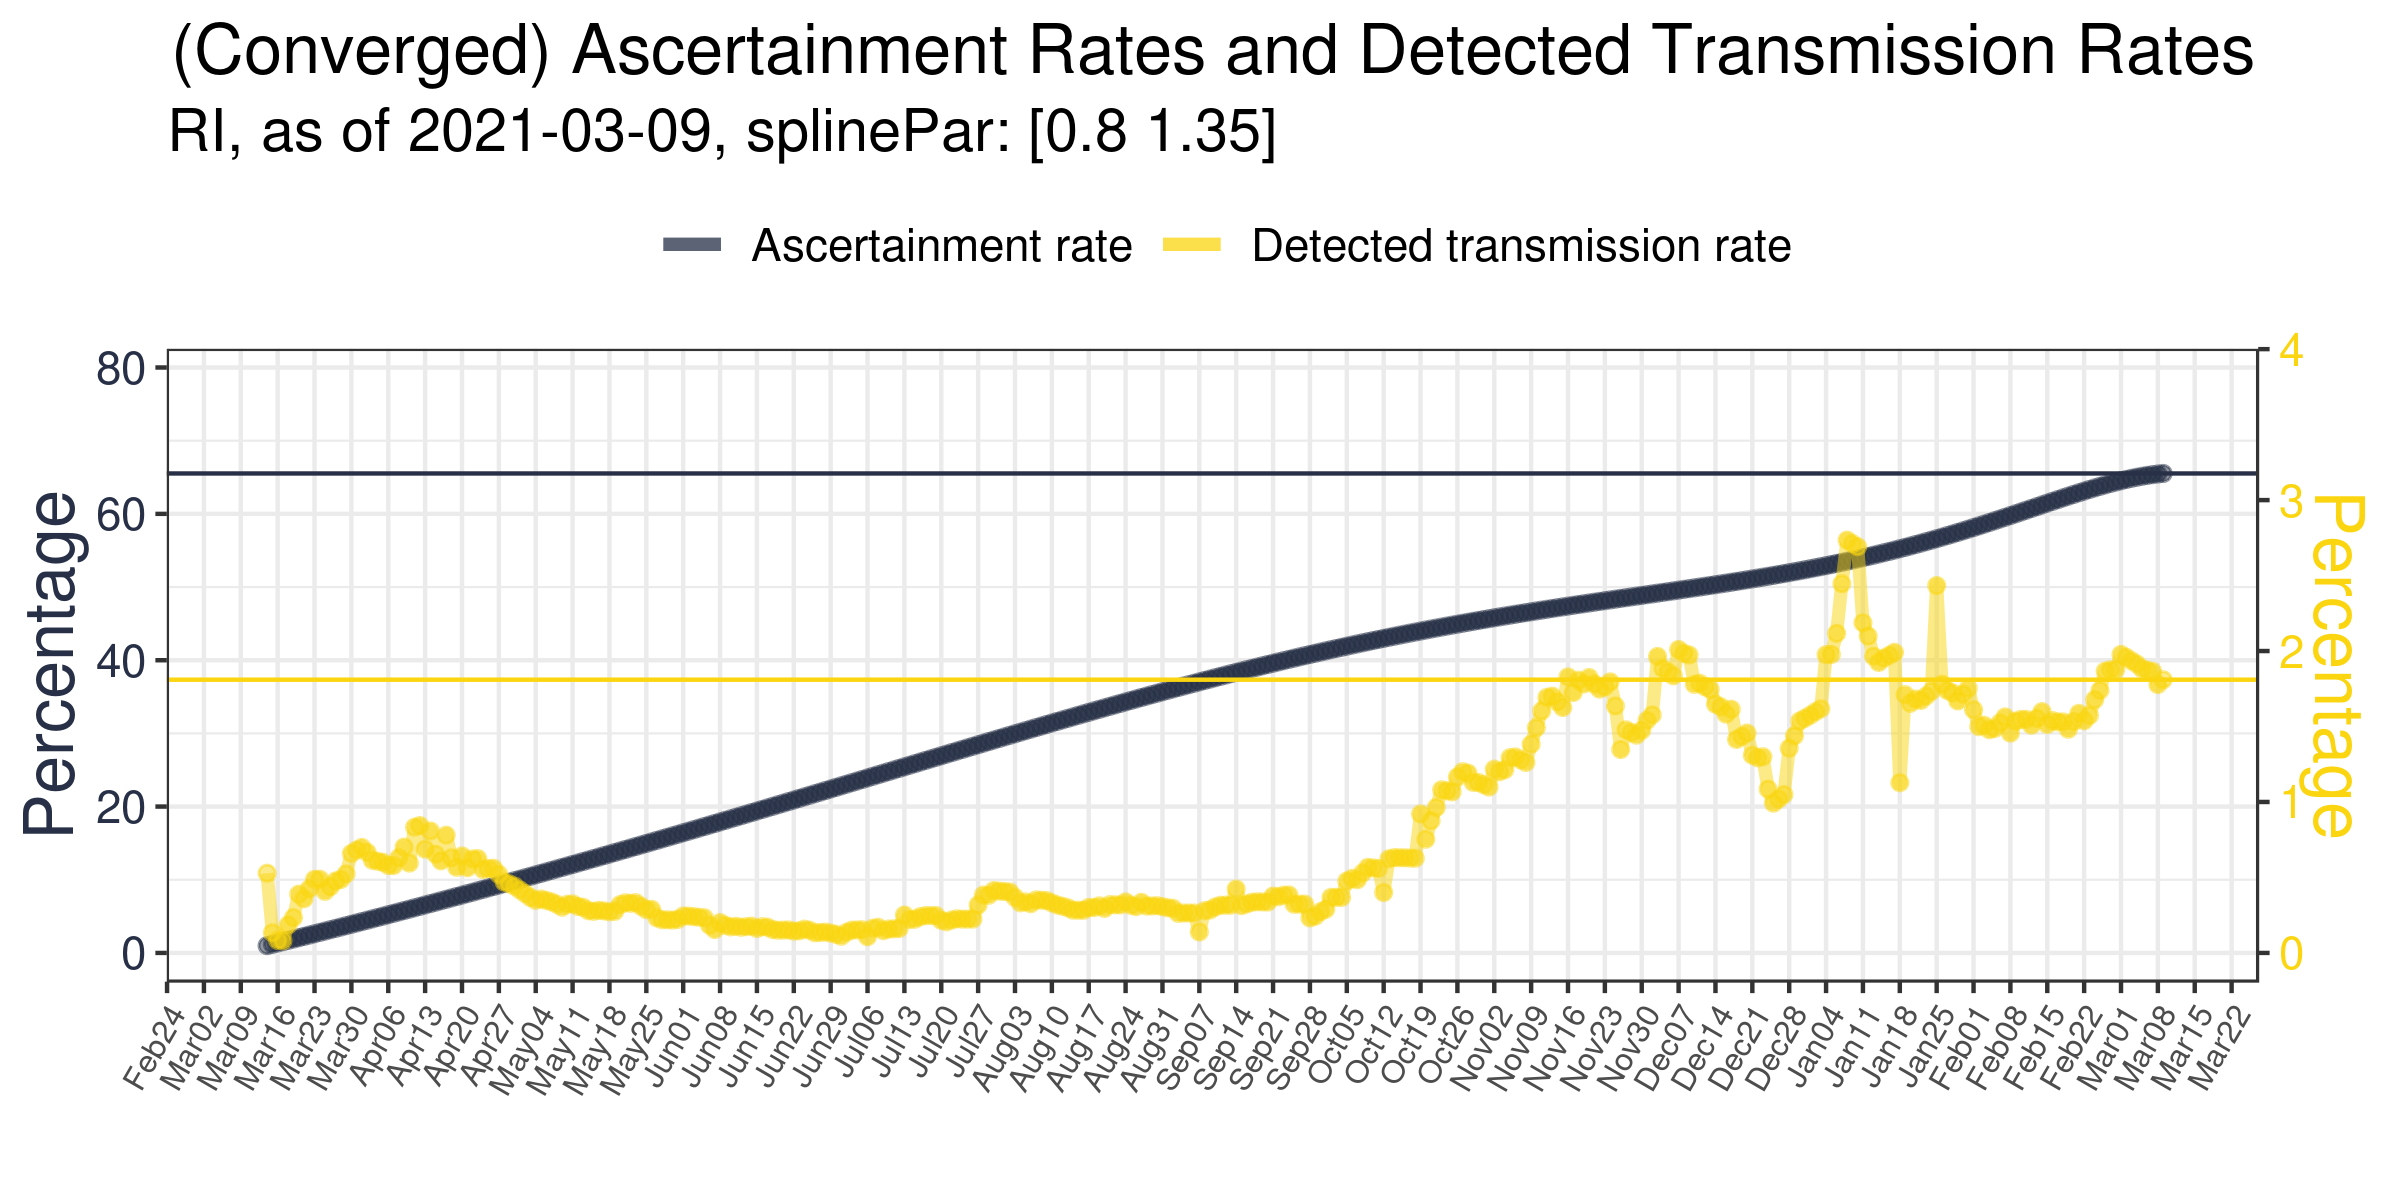 (Converged) Ascertainment Rates and Detected Transmission Rates
RI, as of 2021-03-09, splinePar: [0.8 1.35]
Ascertainment rate Detected transmission rate
Percentage
80
60
40
20
0
4
3
2
1
0
Percentage
Feb24 Mar02 Mar09 Mar16 Mar23 Mar30 Apr06 Apr13 Apr20 Apr27 May04 May11 May18 May25 Jun01 Jun08 Jun15 Jun22 Jun29 Jul06 Jul13 Jul20 Jul27 Aug03 Aug10 Aug17 Aug24 Aug31 Sep07 Sep14 Sep21 Sep28 Oct05 Oct12 Oct19 Oct26 Nov02 Nov09 Nov16 Nov23 Nov30 Dec07 Dec14 Dec21 Dec28 Jan04 Jan11 Jan18 Jan25 Feb01 Feb08 Feb15 Feb22 Mar01 Mar08 Mar15 Mar22